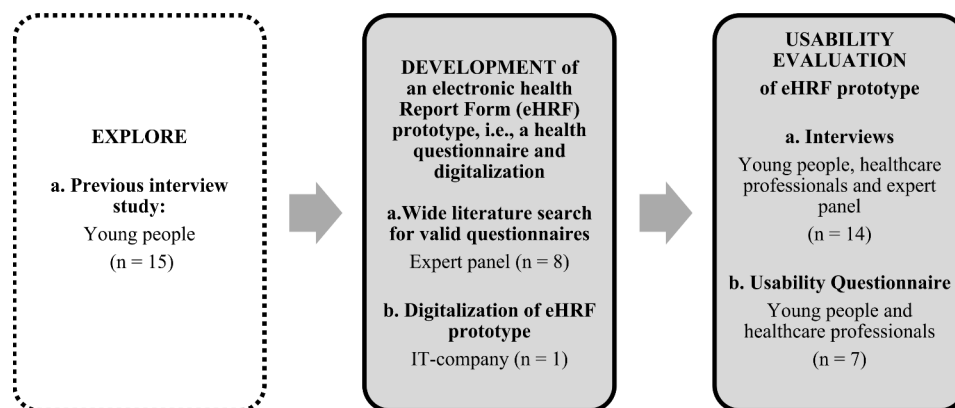 EXPLORE
a. Previous interview
study:
Young people
(n = 15)
DEVELOPMENT of
an electronic health
Report Form (eHRF)
prototype, i.e., a health
questionnaire and
digitalization
a.Wide literature search
for valid questionnaires
Expert panel (n = 8)
b. Digitalization of eHRF
prototype
IT-company (n = 1)
USABILITY
EVALUATION
of eHRF prototype
a. Interviews
Young people, healthcare
professionals and expert
panel
(n = 14)
b. Usability Questionnaire
Young people and
healthcare professionals
(n = 7)